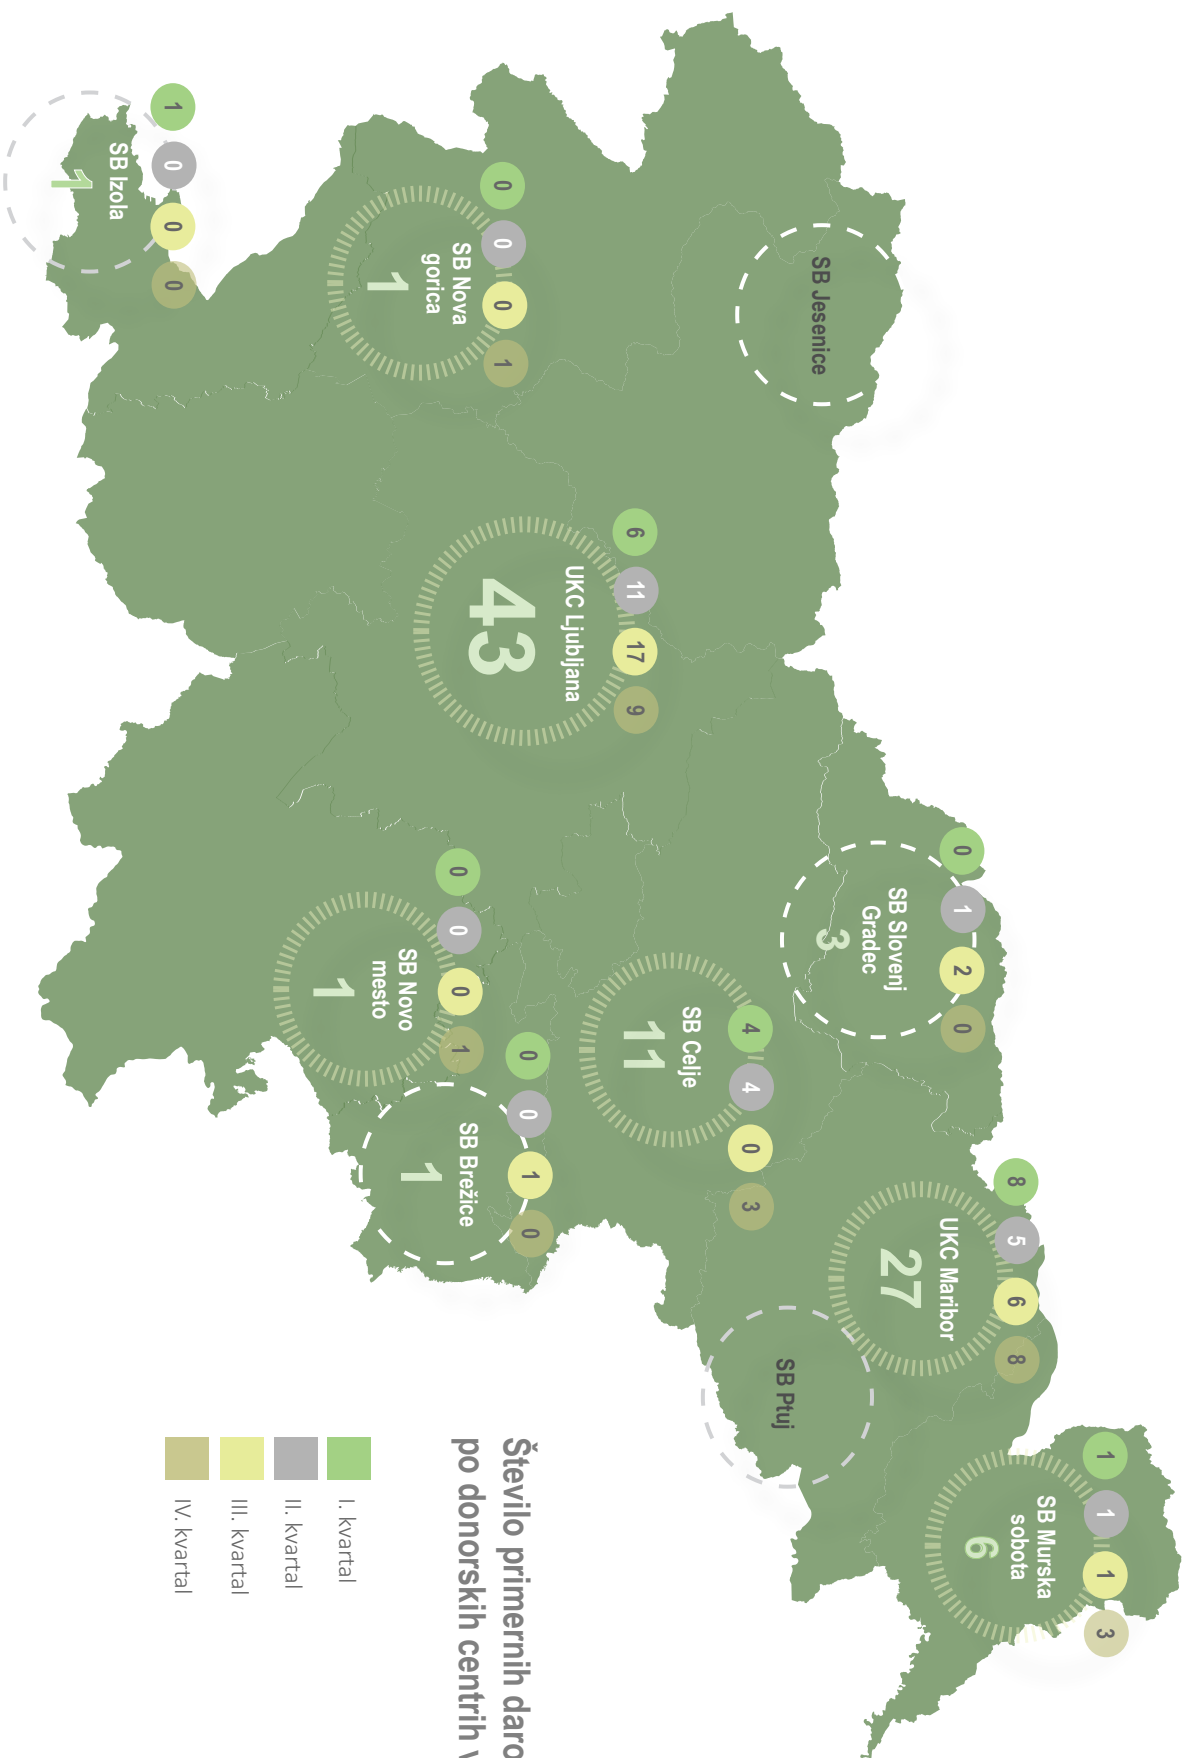 1 1 1 3
SB Murska
sobota
6
8 5 6 8
UKC Maribor
27
0 1 2 0
SB Slovenj
Gradec
3
SB Jesenice
SB Ptuj
4 4 0 3
SB Celje
11
6 11 17 9
UKC Ljubljana
43
0 0 1 0
SB Brežice
1
0 0 0 1
SB Nova
gorica
1
0 0 0 1
SB Novo
mesto
1
Število primernih daro
po donorskih centrih v
I. kvartal
II. kvartal
III. kvartal
IV. kvartal
1 0 0 0
SB Izola
1